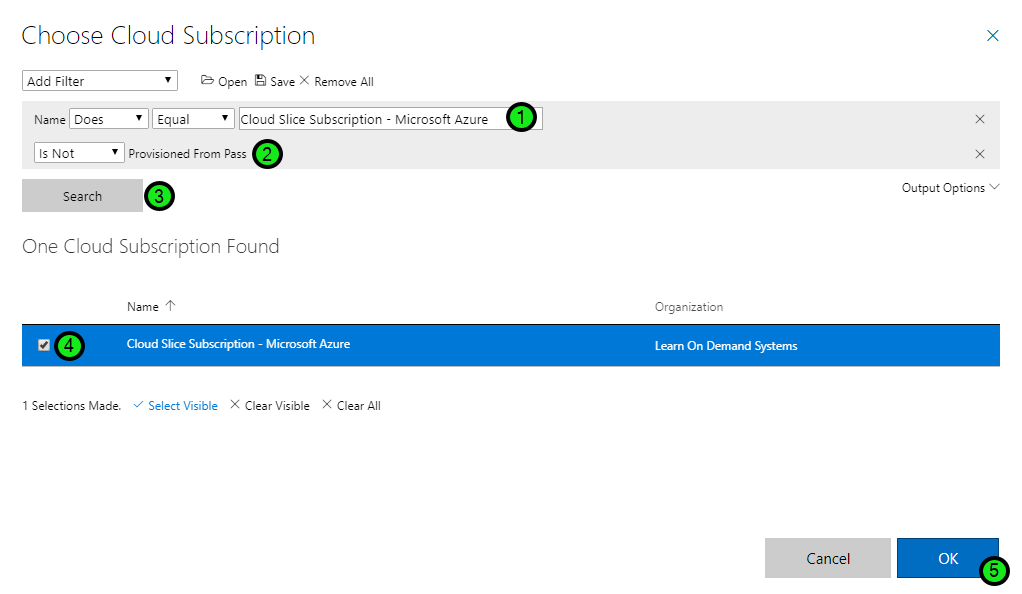 Choose Cloud Subscription
Add Filter Open Save Remove All
Name Does Equal Cloud Slice Subscription - Microsoft Azure 1
Is Not Provisioned From Pass 2
Search 3 Output Options
One Cloud Subscription Found
Name Organization
4 Cloud Slice Subscription - Microsoft Azure Learn On Demand Systems
1 Selections Made. Select Visible Clear Visible Clear All
Cancel OK 5